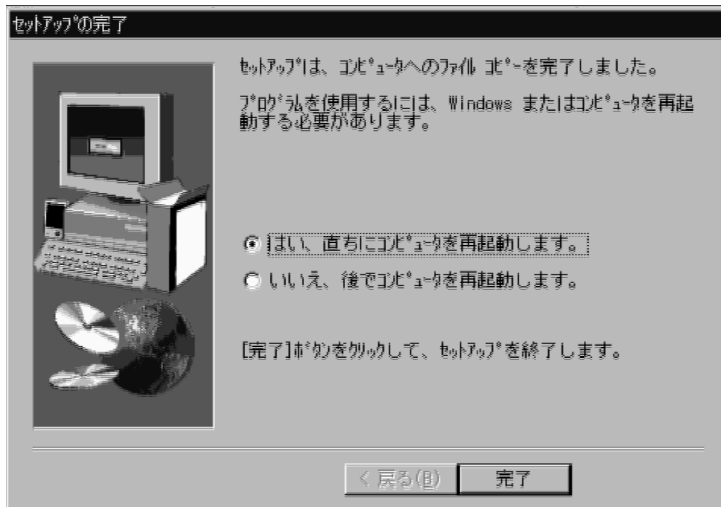 ｾｯﾄｱｯﾌﾟの完了
ｾｯﾄｱｯﾌﾟは、ｺﾝﾋﾟｭｰﾀへのﾌｧｲﾙ ｺﾋﾟｰを完了しました。
ﾌﾟﾛｸﾞﾗﾑを使用するには、Windows またはｺﾝﾋﾟｭｰﾀを再起
動する必要があります。
はい、直ちにｺﾝﾋﾟｭｰﾀを再起動します。
いいえ、後でｺﾝﾋﾟｭｰﾀを再起動します。
[完了]ﾎﾞﾀﾝをｸﾘｯｸして、ｾｯﾄｱｯﾌﾟを終了します。
< 戻る(B)
完了